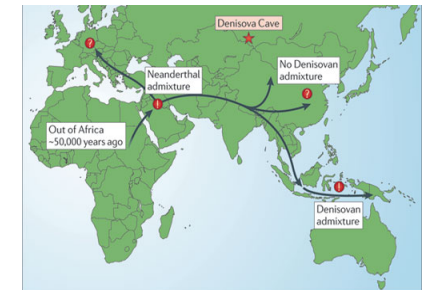 Denisova Cave
?
No Denisovan
admixture
Neanderthal
admixture
?
!
Out of Africa
~50,000 years ago
!
Denisovan
admixture